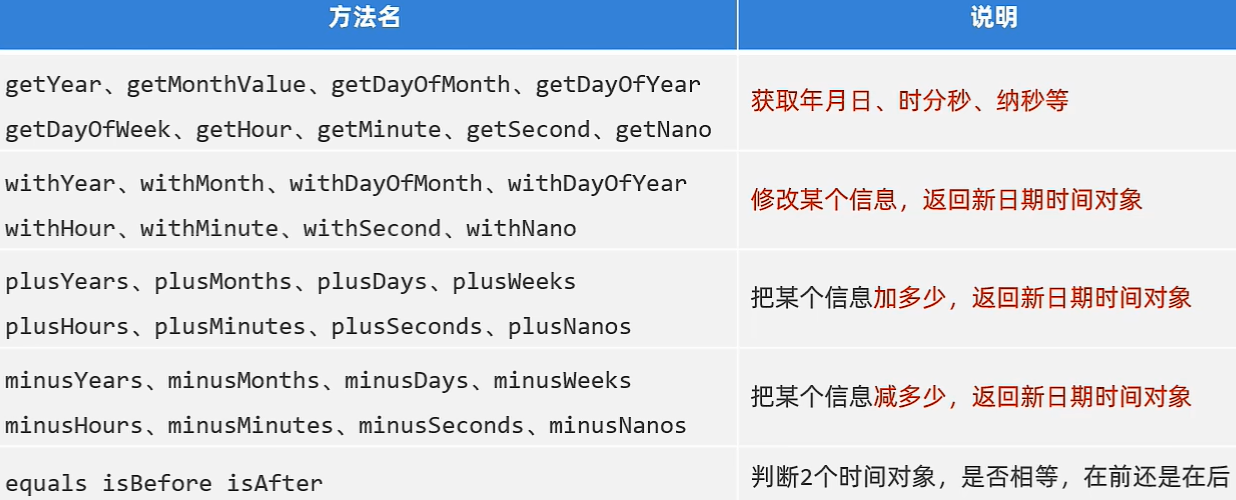 方法名 说明
getYear、getMonthValue、getDayOfMonth、getDayOfYear
getDayOfWeek、getHour、getMinute、getSecond、getNano
获取年月日、时分秒、纳秒等
withYear、withMonth、withDayOfMonth、withDayOfYear
withHour、withMinute、withSecond、withNano
修改某个信息，返回新日期时间对象
plusYears、plusMonths、plusDays、plusWeeks
plusHours、plusMinutes、plusSeconds、plusNanos
把某个信息加多少，返回新日期时间对象
minusYears、minusMonths、minusDays、minusWeeks
minusHours、minusMinutes、minusSeconds、minusNanos
把某个信息减多少，返回新日期时间对象
equals isBefore isAfter
判断2个时间对象，是否相等，在前还是在后